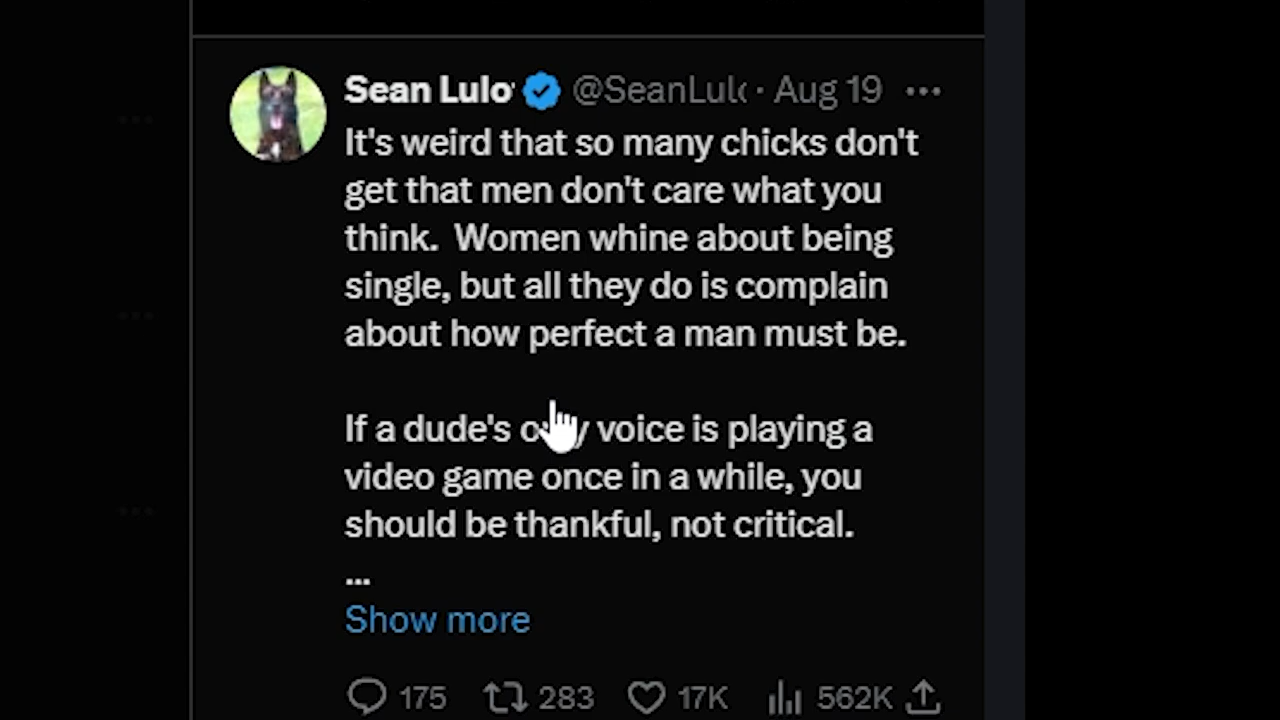 Sean Lulo @SeanLul · Aug 19 ...
It's weird that so many chicks don't
get that men don't care what you
think. Women whine about being
single, but all they do is complain
about how perfect a man must be.
If a dude's voice is playing a
video game once in a while, you
should be thankful, not critical.
...
Show more
175 283 17K 562K